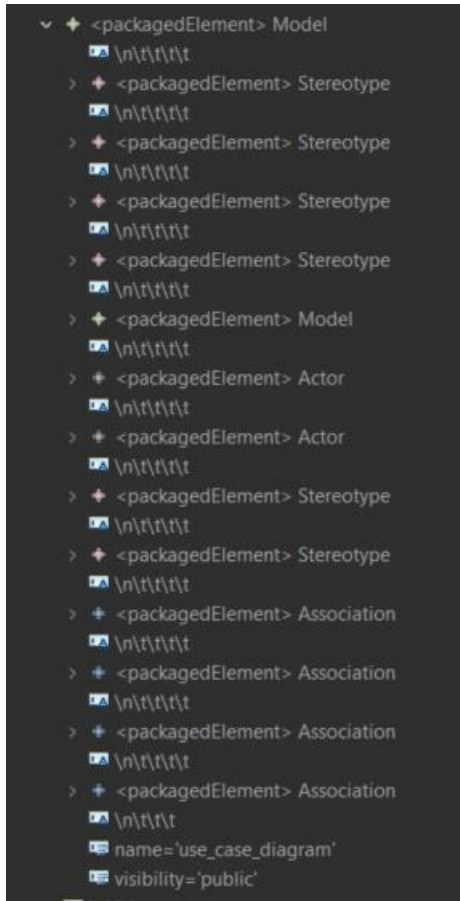 <packagedElement> Model
\n\t\t\t\t
<packagedElement> Stereotype
\n\t\t\t\t
<packagedElement> Stereotype
\n\t\t\t\t
<packagedElement> Stereotype
\n\t\t\t\t
<packagedElement> Stereotype
\n\t\t\t\t
<packagedElement> Model
\n\t\t\t\t
<packagedElement> Actor
\n\t\t\t\t
<packagedElement> Actor
\n\t\t\t\t
<packagedElement> Stereotype
\n\t\t\t\t
<packagedElement> Stereotype
\n\t\t\t\t
<packagedElement> Association
\n\t\t\t\t
<packagedElement> Association
\n\t\t\t\t
<packagedElement> Association
\n\t\t\t\t
<packagedElement> Association
\n\t\t\t
name='use_case_diagram'
visibility='public'